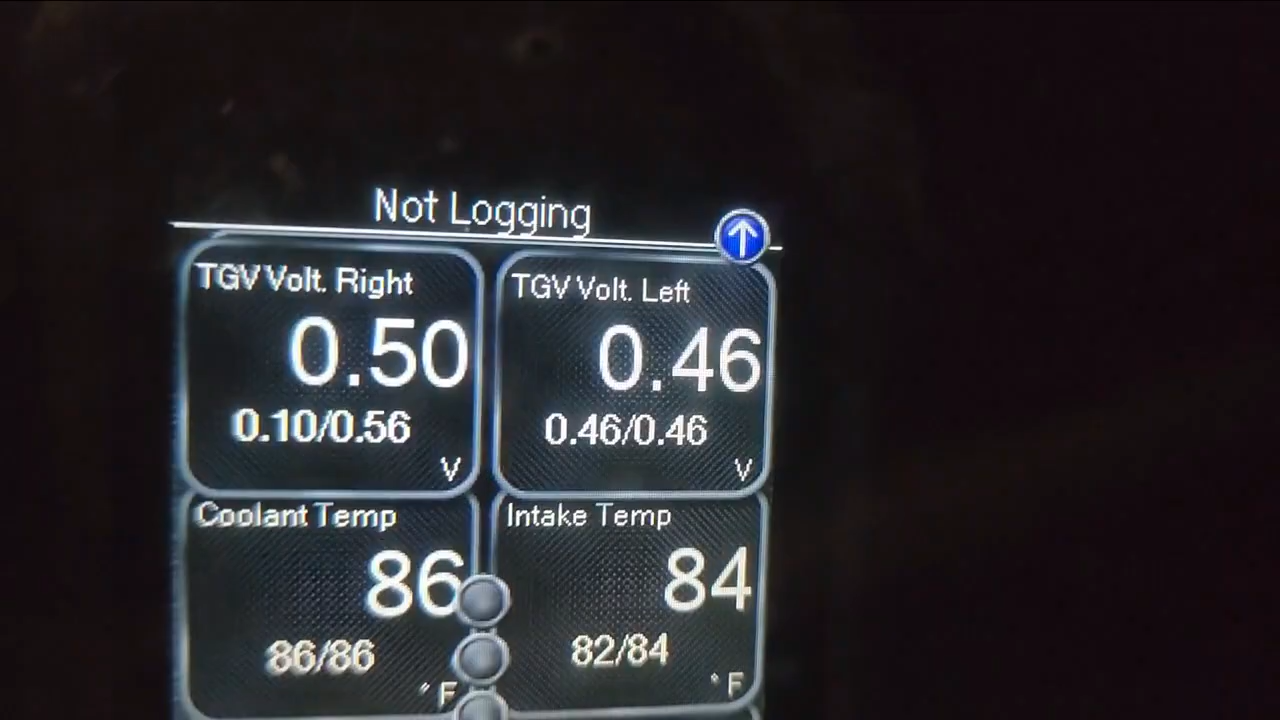 Not Logging
TGV Volt. Right
0.50
0.10/0.56
V
TGV Volt. Left
0.46
0.46/0.46
V
Coolant Temp
86
86/86
°F
Intake Temp
84
82/84
°F